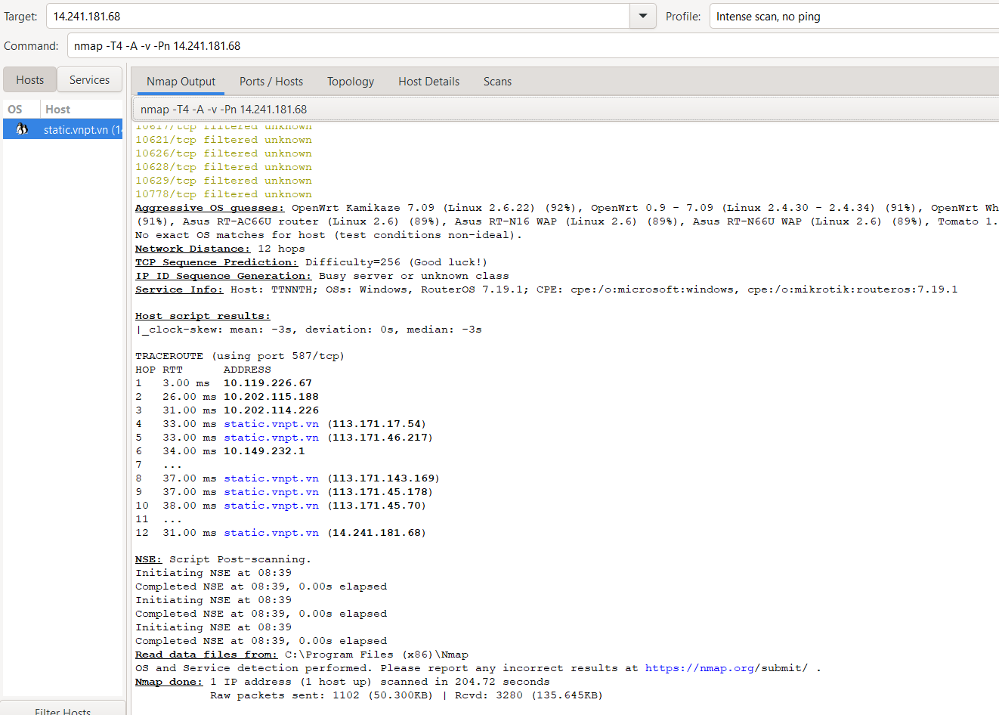 Target: 14.241.181.68 Profile: Intense scan, no ping
Command: nmap -T4 -A -v -Pn 14.241.181.68
Hosts Services Nmap Output Ports / Hosts Topology Host Details Scans
OS Host
nmap -T4 -A -v -Pn 14.241.181.68
static.vnpt.vn (14
10617/tcp filtered unknown
10621/tcp filtered unknown
10626/tcp filtered unknown
10628/tcp filtered unknown
10629/tcp filtered unknown
10778/tcp filtered unknown
Aggressive OS guesses: OpenWrt Kamikaze 7.09 (Linux 2.6.22) (92%), OpenWrt 0.9 - 7.09 (Linux 2.4.30 - 2.4.34) (91%), OpenWrt Wh
(91%), Asus RT-AC66U router (Linux 2.6) (89%), Asus RT-N16 WAP (Linux 2.6) (89%), Asus RT-N66U WAP (Linux 2.6) (89%), Tomato 1.
No exact OS matches for host (test conditions non-ideal).
Network Distance: 12 hops
TCP Sequence Prediction: Difficulty=256 (Good luck!)
IP ID Sequence Generation: Busy server or unknown class
Service Info: Host: TTNNTH; OSs: Windows, RouterOS 7.19.1; CPE: cpe:/o:microsoft:windows, cpe:/o:mikrotik:routeros:7.19.1
Host script results:
|_clock-skew: mean: -3s, deviation: 0s, median: -3s
TRACEROUTE (using port 587/tcp)
HOP RTT ADDRESS
1 3.00 ms 10.119.226.67
2 26.00 ms 10.202.115.188
3 31.00 ms 10.202.114.226
4 33.00 ms static.vnpt.vn (113.171.17.54)
5 33.00 ms static.vnpt.vn (113.171.46.217)
6 34.00 ms 10.149.232.1
7 ...
8 37.00 ms static.vnpt.vn (113.171.143.169)
9 37.00 ms static.vnpt.vn (113.171.45.178)
10 38.00 ms static.vnpt.vn (113.171.45.70)
11 ...
12 31.00 ms static.vnpt.vn (14.241.181.68)
NSE: Script Post-scanning.
Initiating NSE at 08:39
Completed NSE at 08:39, 0.00s elapsed
Initiating NSE at 08:39
Completed NSE at 08:39, 0.00s elapsed
Initiating NSE at 08:39
Completed NSE at 08:39, 0.00s elapsed
Read data files from: C:\Program Files (x86)\Nmap
OS and Service detection performed. Please report any incorrect results at https://nmap.org/submit/ .
Nmap done: 1 IP address (1 host up) scanned in 204.72 seconds
Raw packets sent: 1102 (50.300KB) | Rcvd: 3280 (135.645KB)
Filter Hosts